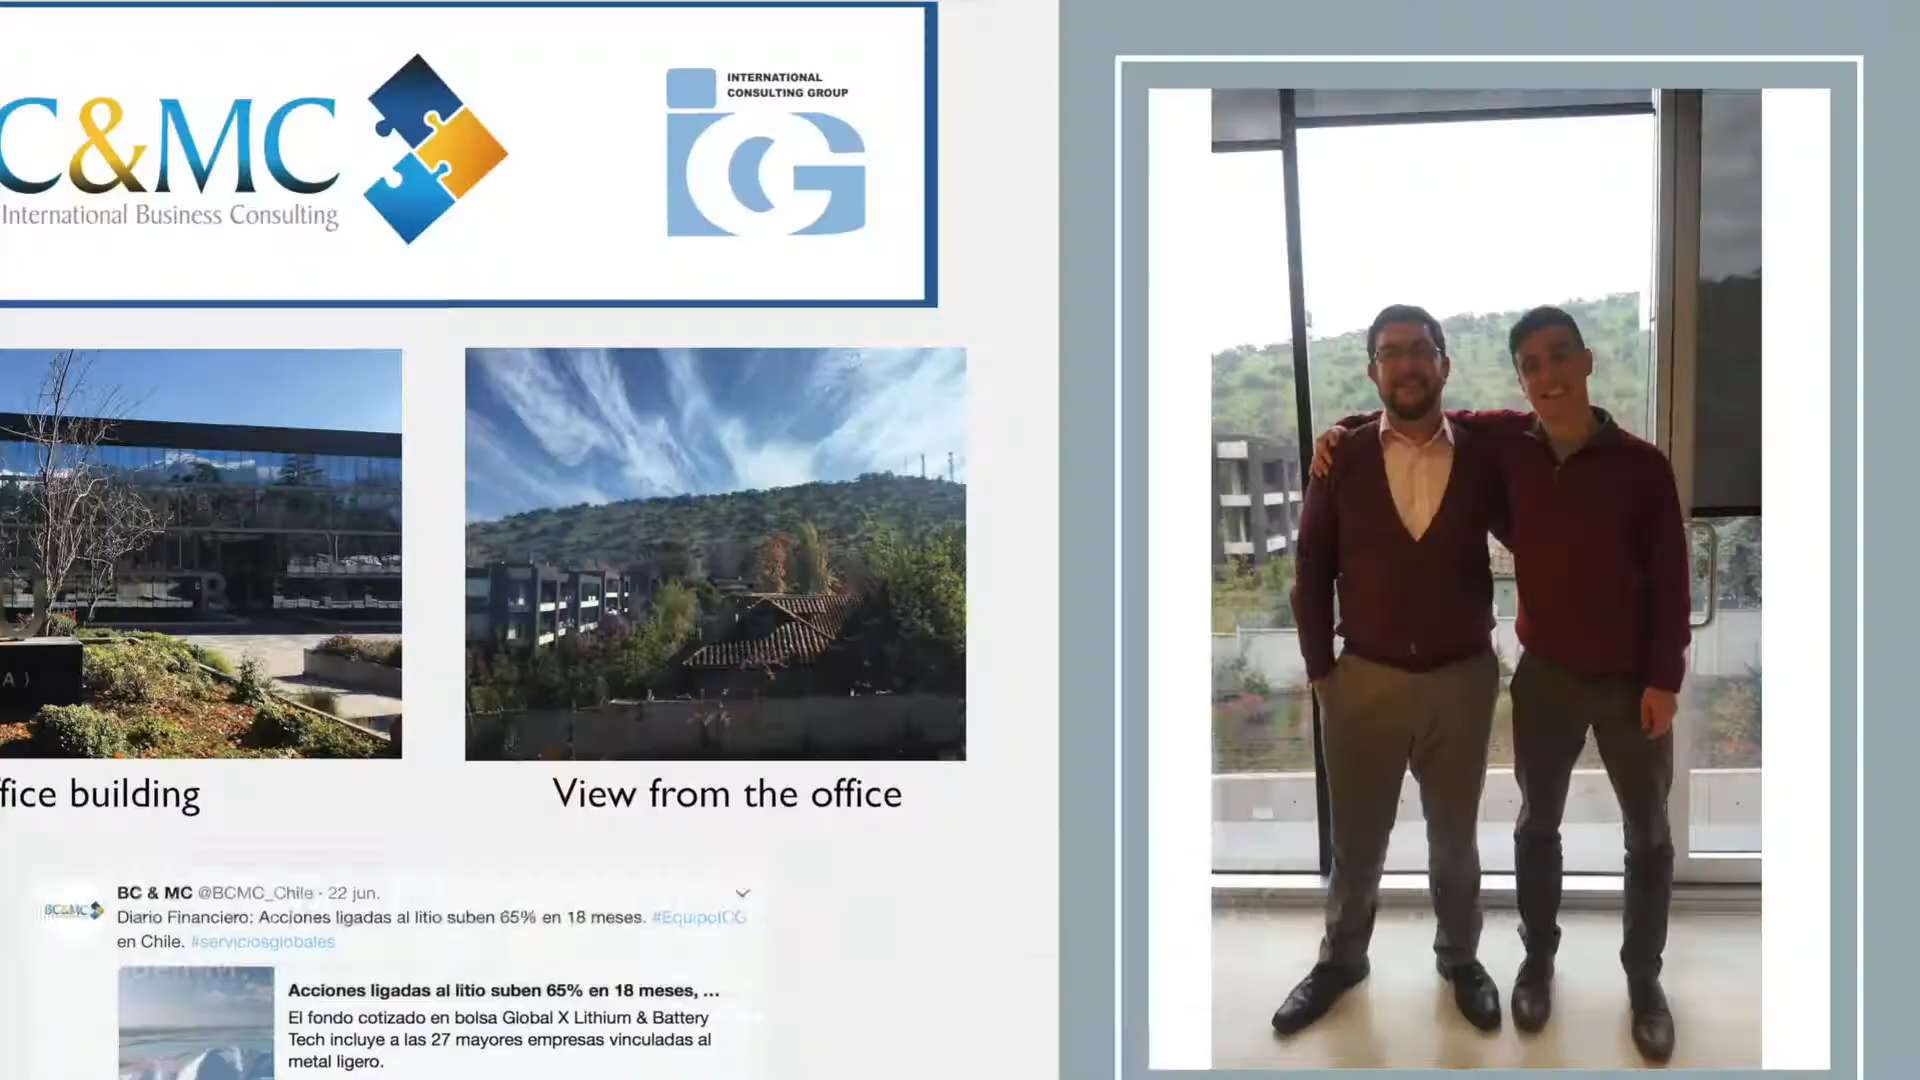 C&MC
International Business Consulting
INTERNATIONAL
CONSULTING GROUP
iCG
fice building
View from the office
BC & MC @BCMC_Chile · 22 jun.
Diario Financiero: Acciones ligadas al litio suben 65% en 18 meses. #EquipoICG
en Chile. #serviciosglobales
BC&MC
Acciones ligadas al litio suben 65% en 18 meses, ...
El fondo cotizado en bolsa Global X Lithium & Battery
Tech incluye a las 27 mayores empresas vinculadas al
metal ligero.
A )